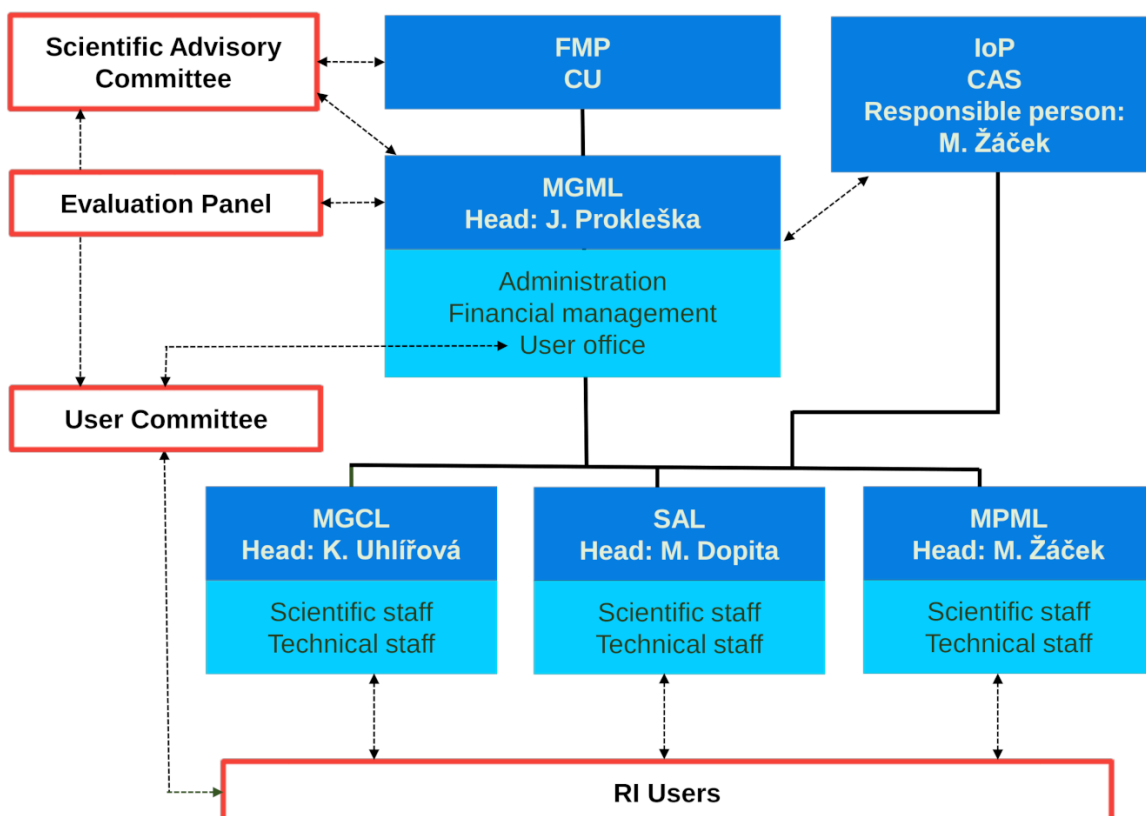 Scientific Advisory
Committee
FMP
CU
IoP
CAS
Responsible person:
M. Žáček
Evaluation Panel
MGML
Head: J. Prokleška
Administration
Financial management
User office
User Committee
MGCL
Head: K. Uhlířová
Scientific staff
Technical staff
SAL
Head: M. Dopita
Scientific staff
Technical staff
MPML
Head: M. Žáček
Scientific staff
Technical staff
RI Users